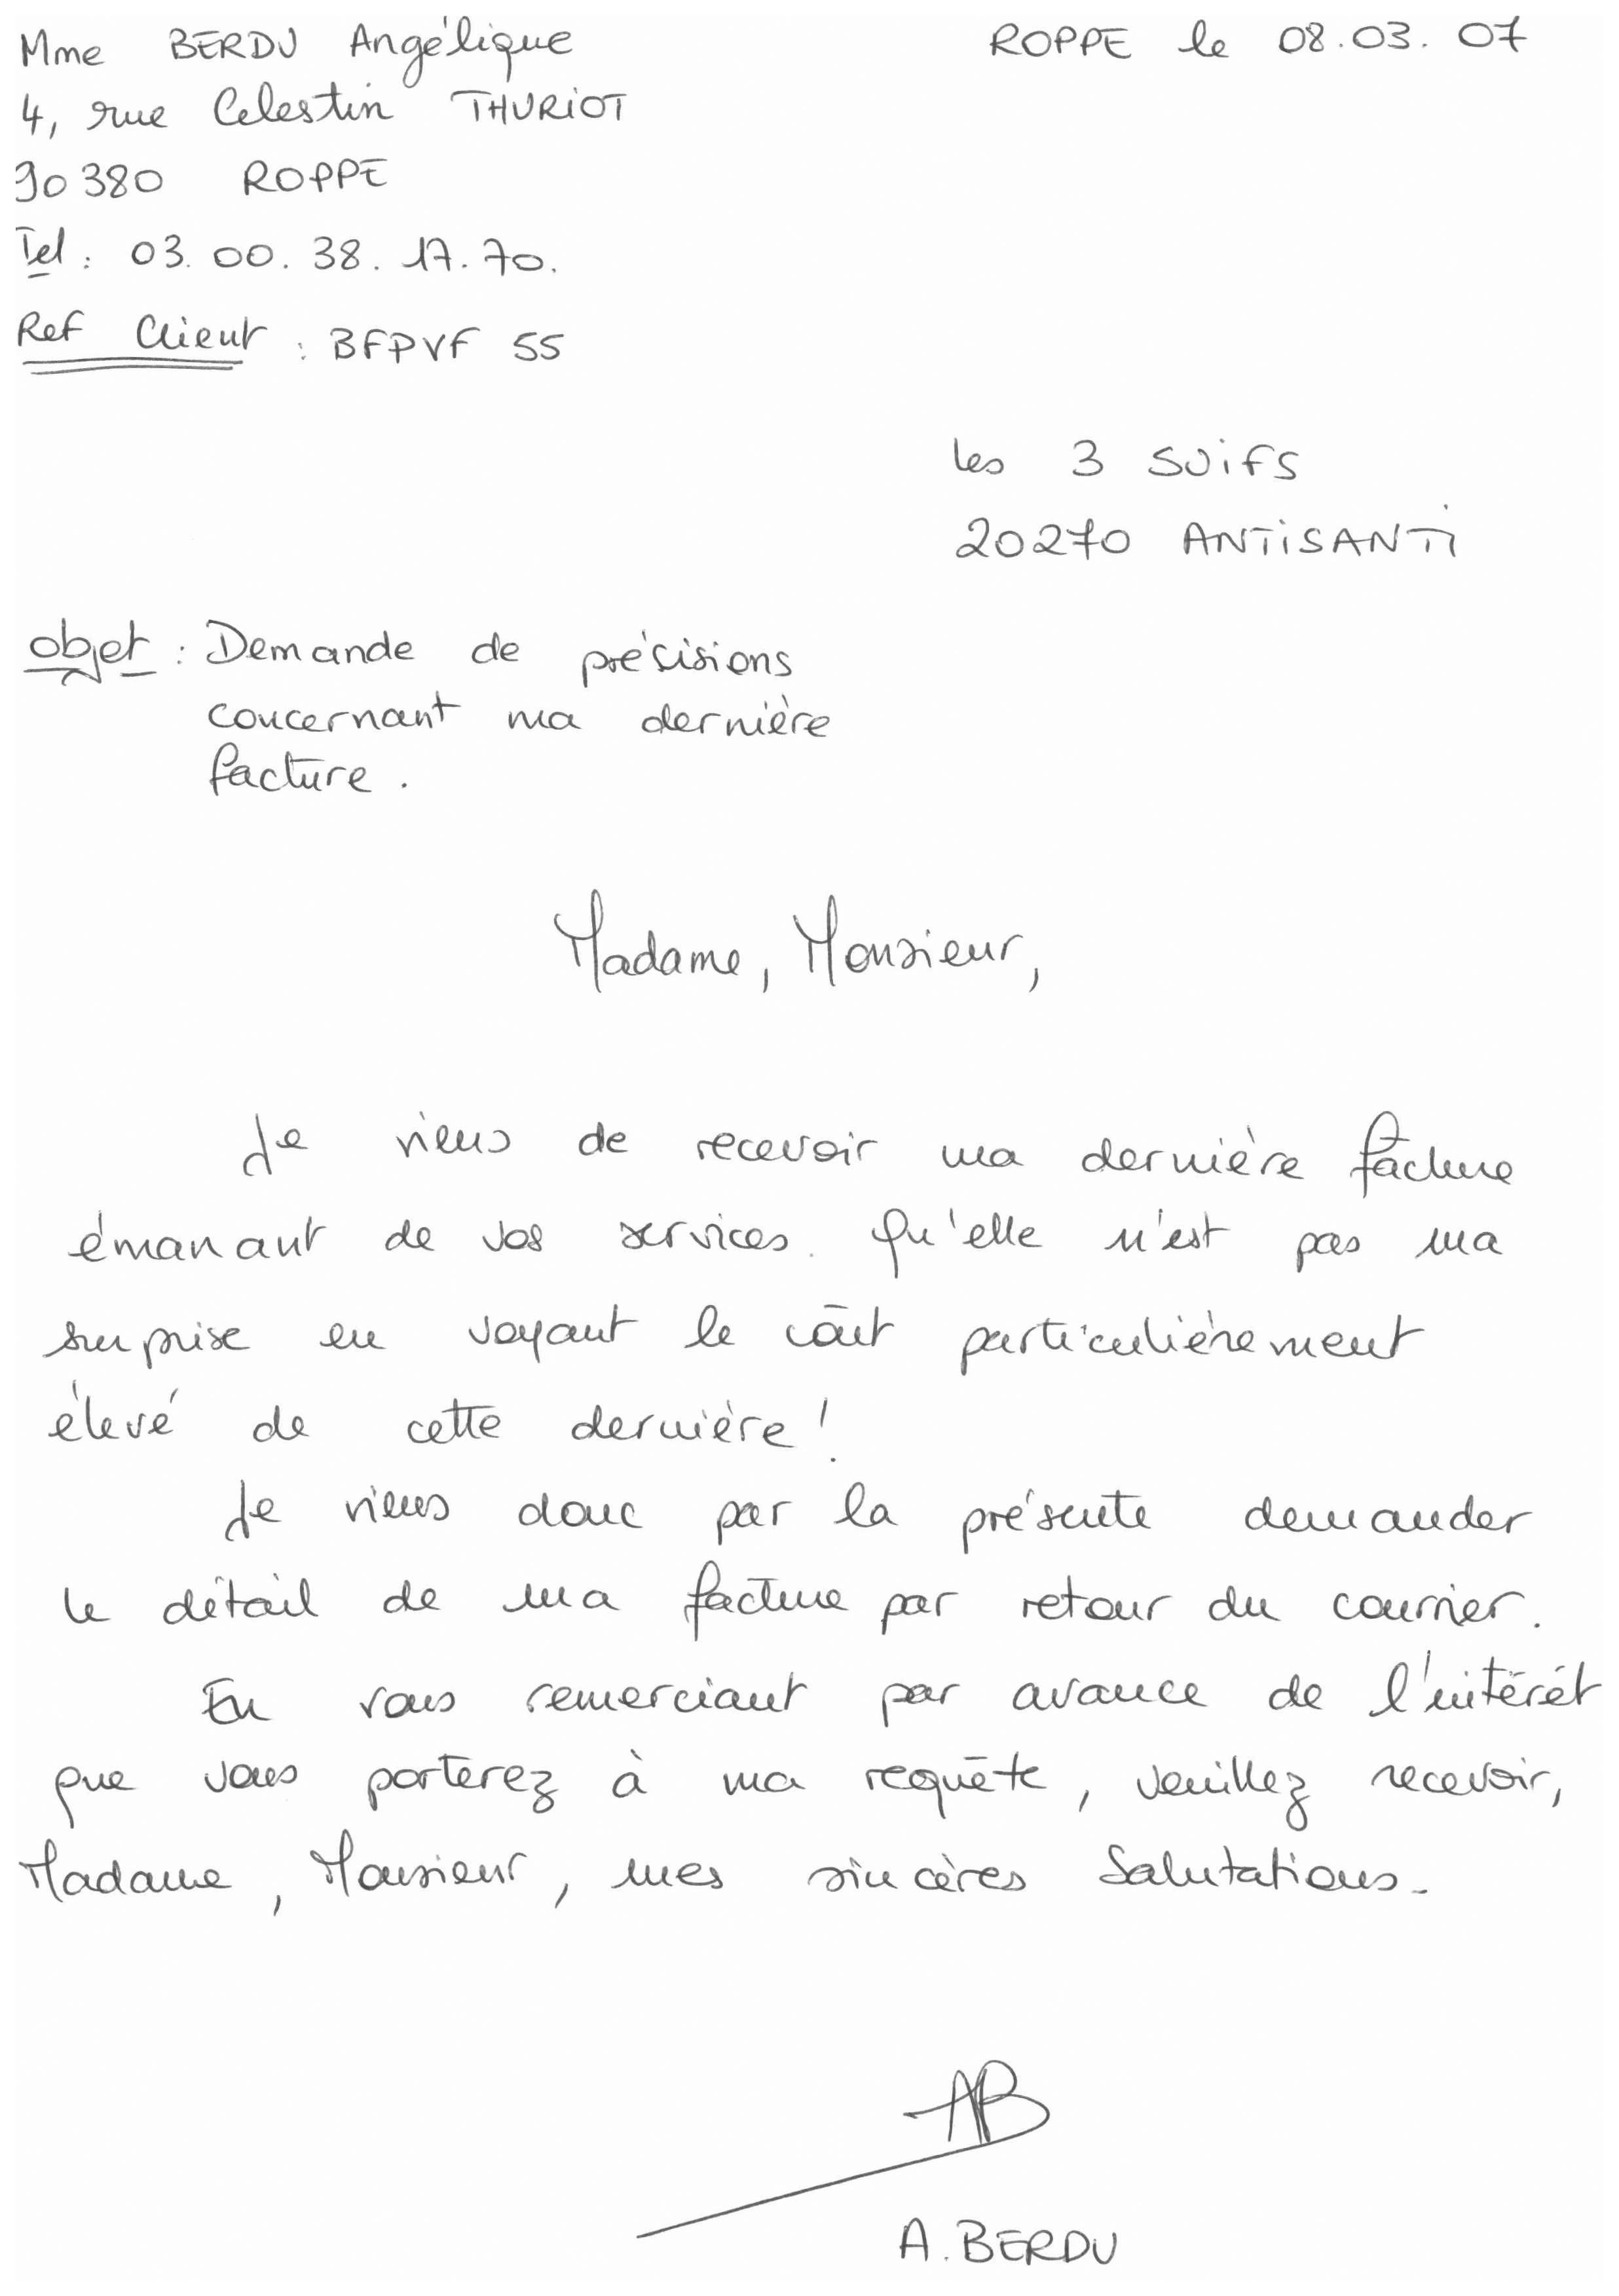 Mme BERDU Angélique
ROPPE le 08.03.07
4, rue Celestin THURIOT
90380 ROPPE
Tel : 03.00.38.17.70.
Ref Client : BFPVF 55
les 3 SUifS
20270 ANTiSANTi
objet : Demande de précisions
concernant ma dernière
facture.
Madame, Monsieur,
Je viens de recevoir ma dernière facture
émanant de vos services. Qu'elle n'est pas ma
surprise en voyant le coût particulièrement
élevé de cette dernière !
Je viens donc par la présente demander
le détail de ma facture par retour du courrier.
En vous remerciant par avance de l'intérêt
que vous porterez à ma requête, veuillez recevoir,
Madame, Monsieur, mes sincères Salutations.
AB
A. BERDU